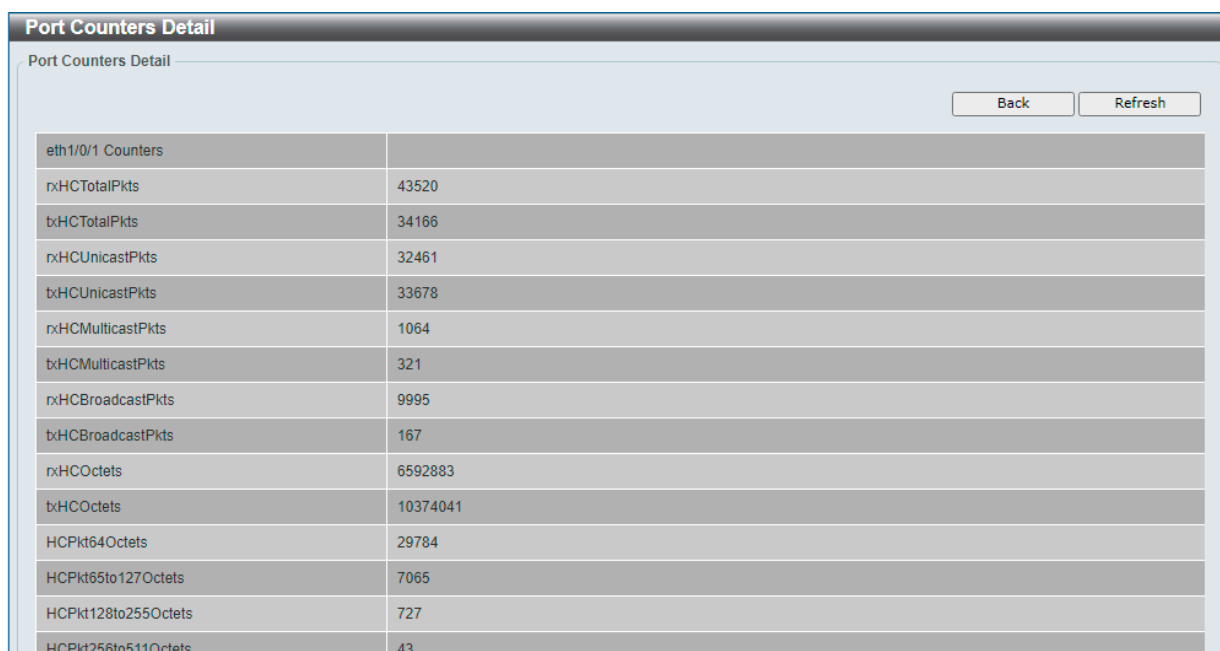 Port Counters Detail
Port Counters Detail
Back Refresh
eth1/0/1 Counters
rxHCTotalPkts 43520
txHCTotalPkts 34166
rxHCUnicastPkts 32461
txHCUnicastPkts 33678
rxHCMulticastPkts 1064
txHCMulticastPkts 321
rxHCBroadcastPkts 9995
txHCBroadcastPkts 167
rxHCOctets 6592883
txHCOctets 10374041
HCPkt64Octets 29784
HCPkt65to127Octets 7065
HCPkt128to255Octets 727
HCPkt256to511Octets 43